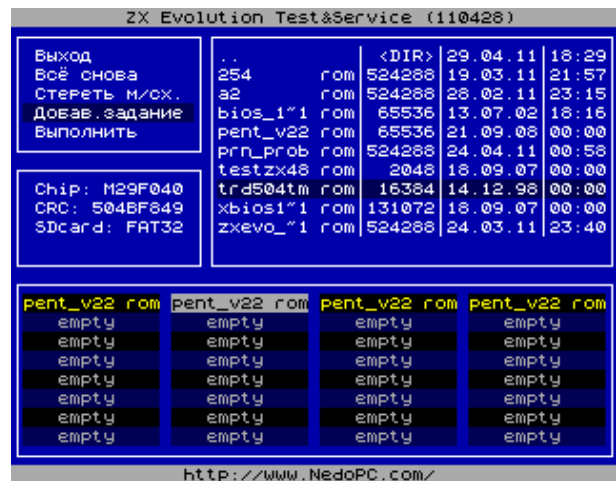 ZX Evolution Test&Service (110428)
Выход
Всё снова
Стереть м/сх.
Добав.задание
Выполнить
Chip: M29F040
CRC: 504BF849
SDcard: FAT32
.. <DIR> 29.04.11 18:29
254 rom 524288 19.03.11 21:57
a2 rom 524288 28.02.11 23:15
bios_1~1 rom 65536 13.07.02 18:16
pent_v22 rom 65536 21.09.08 00:00
prn_prob rom 524288 24.04.11 00:58
testzx48 rom 2048 18.09.07 00:00
trd504tm rom 16384 14.12.98 00:00
xbios1~1 rom 131072 18.09.07 00:00
zxevo_~1 rom 524288 24.03.11 23:40
pent_v22 rom pent_v22 rom pent_v22 rom pent_v22 rom
empty empty empty empty
empty empty empty empty
empty empty empty empty
empty empty empty empty
empty empty empty empty
empty empty empty empty
empty empty empty empty
http://www.NedoPC.com/